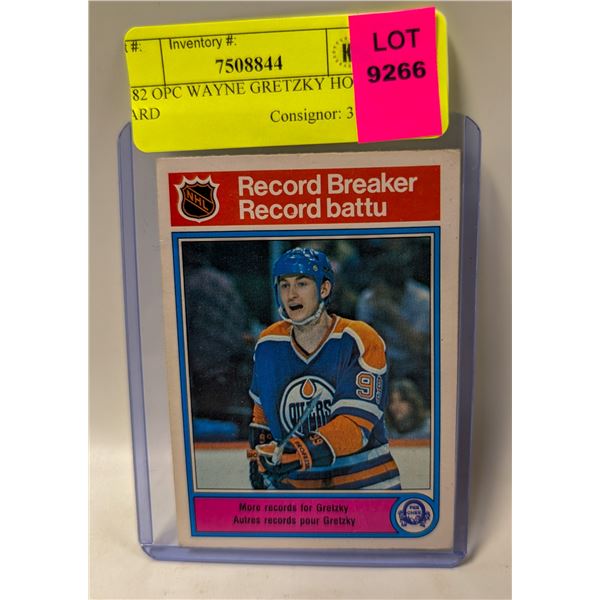 t #:
Inventory #:
7508844
K
LOT
9266
82 OPC WAYNE GRETZKY HO
ARD
Consignor: 3
NHL
Record Breaker
Record battu
OILERS
9
99
More records for Gretzky
Autres records pour Gretzky